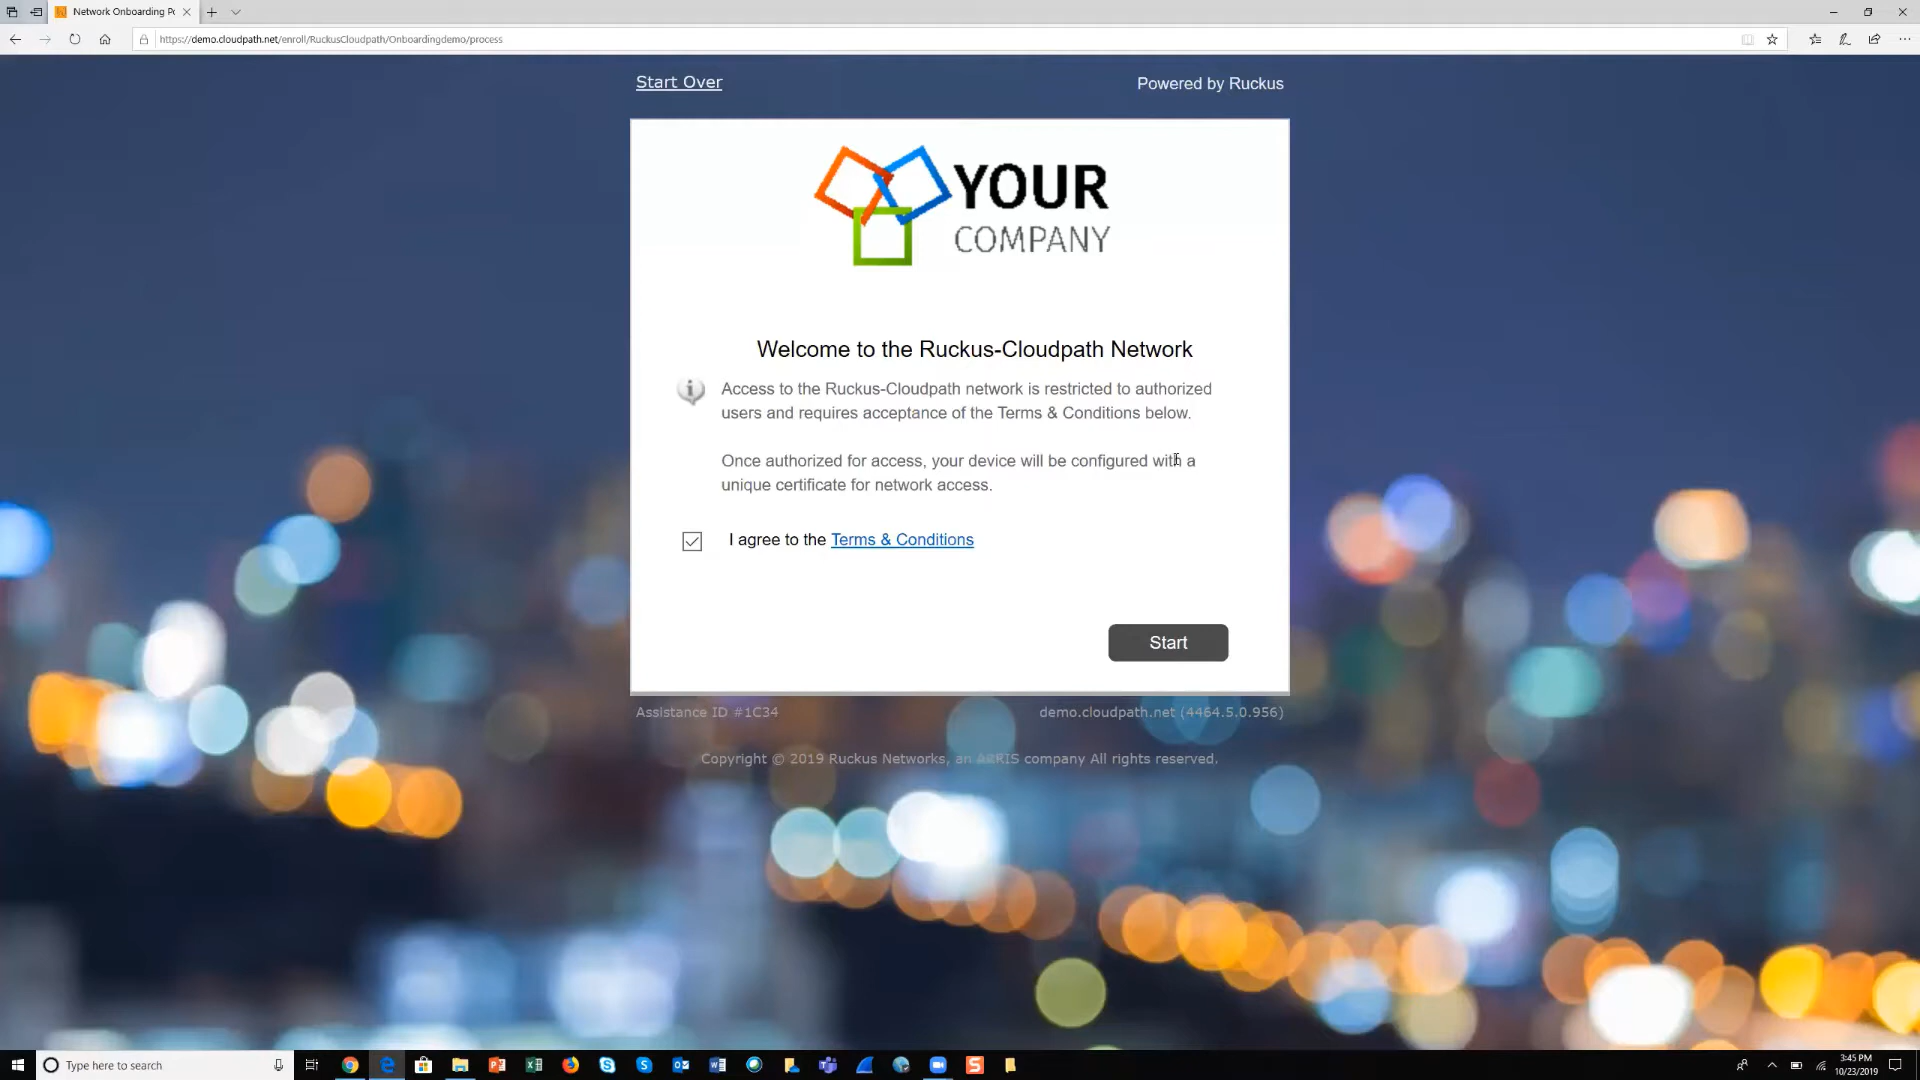 Network Onboarding Po
https://demo.cloudpath.net/enroll/RuckusCloudpath/Onboardingdemo/process
Start Over
Powered by Ruckus
YOUR
COMPANY
Welcome to the Ruckus-Cloudpath Network
Access to the Ruckus-Cloudpath network is restricted to authorized
users and requires acceptance of the Terms & Conditions below.
Once authorized for access, your device will be configured with a
unique certificate for network access.
I agree to the Terms & Conditions
Start
Assistance ID #1C34
demo.cloudpath.net (4464.5.0.956)
Copyright © 2019 Ruckus Networks, an ARRIS company All rights reserved.
Type here to search
3:45 PM
10/23/2019